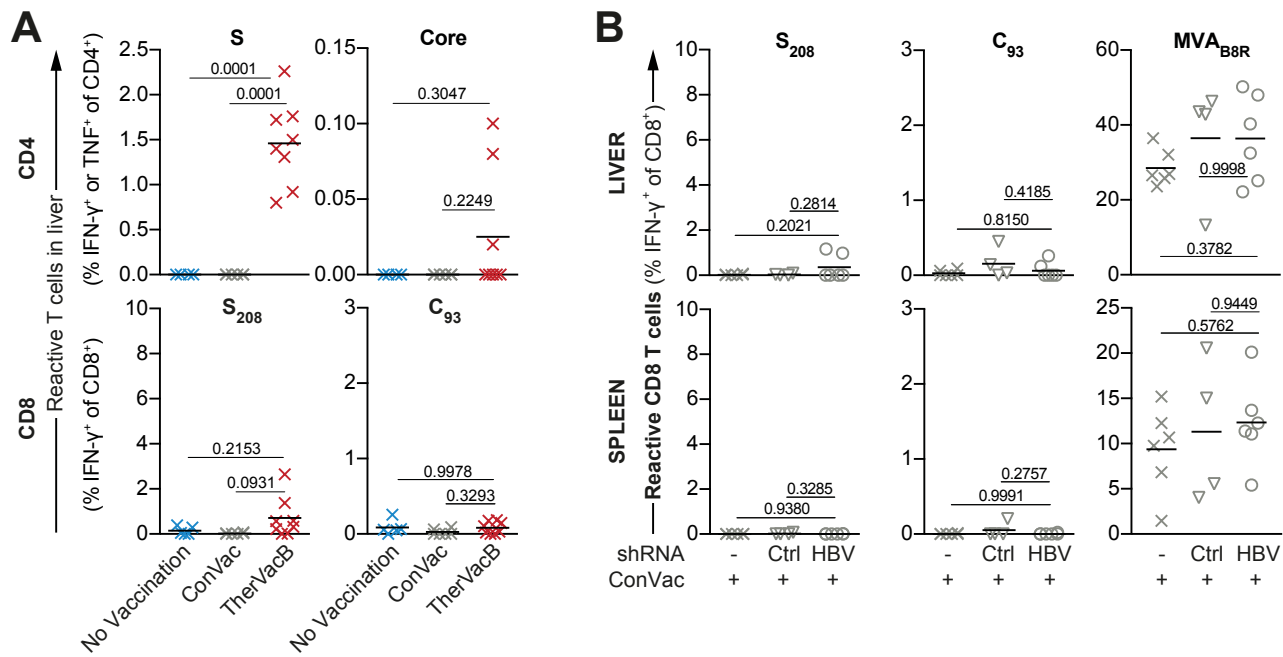 A
CD4
CD8
Reactive T cells in liver
(% IFN-γ⁺ or TNF⁺ of CD4⁺)
(% IFN-γ⁺ of CD8⁺)
S
2.5
2.0
1.5
1.0
0.5
0.0
0.0001
0.0001
Core
0.15
0.10
0.05
0.00
0.3047
0.2249
S₂₀₈
10
8
6
4
2
0
0.2153
0.0931
C₉₃
3
2
1
0
0.9978
0.3293
No Vaccination
ConVac
TherVacB
No Vaccination
ConVac
TherVacB
B
LIVER
SPLEEN
Reactive CD8 T cells (% IFN-γ⁺ of CD8⁺)
S₂₀₈
10
8
6
4
2
0
0.2814
0.2021
C₉₃
3
2
1
0
0.4185
0.8150
MVA_B8R
60
40
20
0
0.9998
0.3782
10
8
6
4
2
0
0.3285
0.9380
3
2
1
0
0.2757
0.9991
25
20
15
10
5
0
0.9449
0.5762
shRNA - Ctrl HBV - Ctrl HBV - Ctrl HBV
ConVac + + + + + + + + +